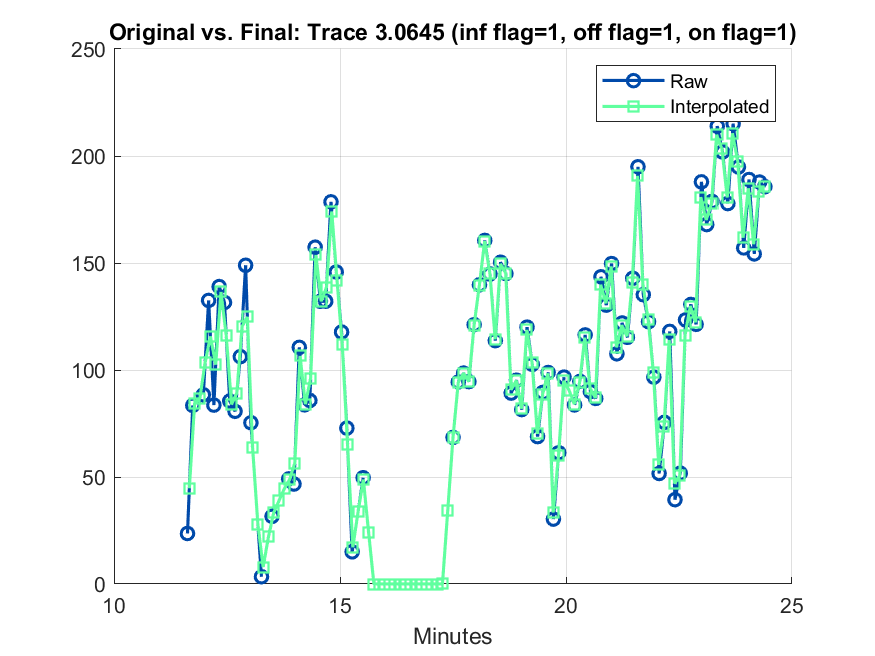 Original vs. Final: Trace 3.0645 (inf flag=1, off flag=1, on flag=1)
250
200
150
100
50
0
Raw
Interpolated
10
15
20
25
Minutes